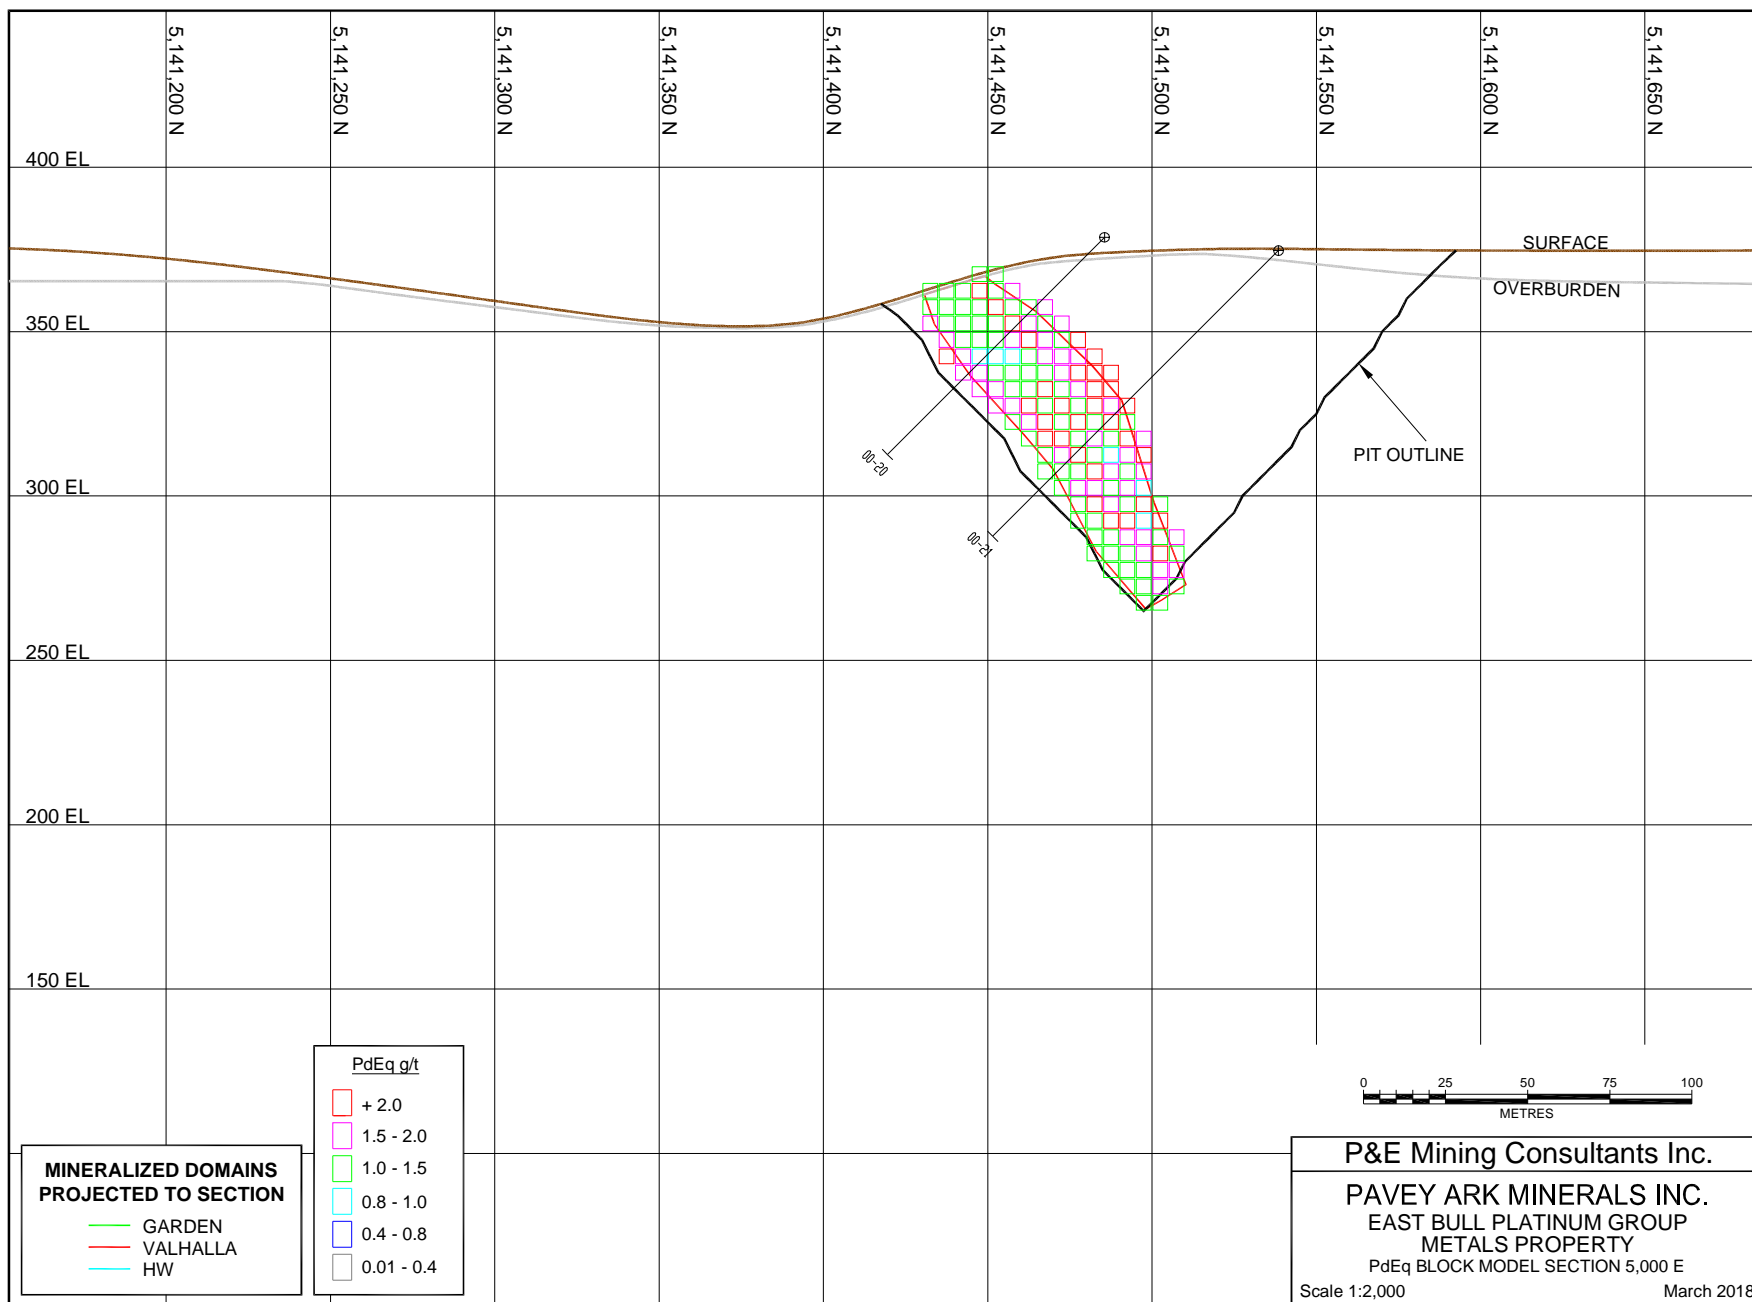 5,141,200 N
5,141,250 N
5,141,300 N
5,141,350 N
5,141,400 N
5,141,450 N
5,141,500 N
5,141,550 N
5,141,600 N
5,141,650 N
400 EL
SURFACE
OVERBURDEN
350 EL
PIT OUTLINE
00-20
300 EL
00-21
250 EL
200 EL
150 EL
PdEq g/t
+ 2.0
1.5 - 2.0
1.0 - 1.5
0.8 - 1.0
0.4 - 0.8
0.01 - 0.4
MINERALIZED DOMAINS
PROJECTED TO SECTION
GARDEN
VALHALLA
HW
0 25 50 75 100
METRES
P&E Mining Consultants Inc.
PAVEY ARK MINERALS INC.
EAST BULL PLATINUM GROUP
METALS PROPERTY
PdEq BLOCK MODEL SECTION 5,000 E
Scale 1:2,000 March 2018